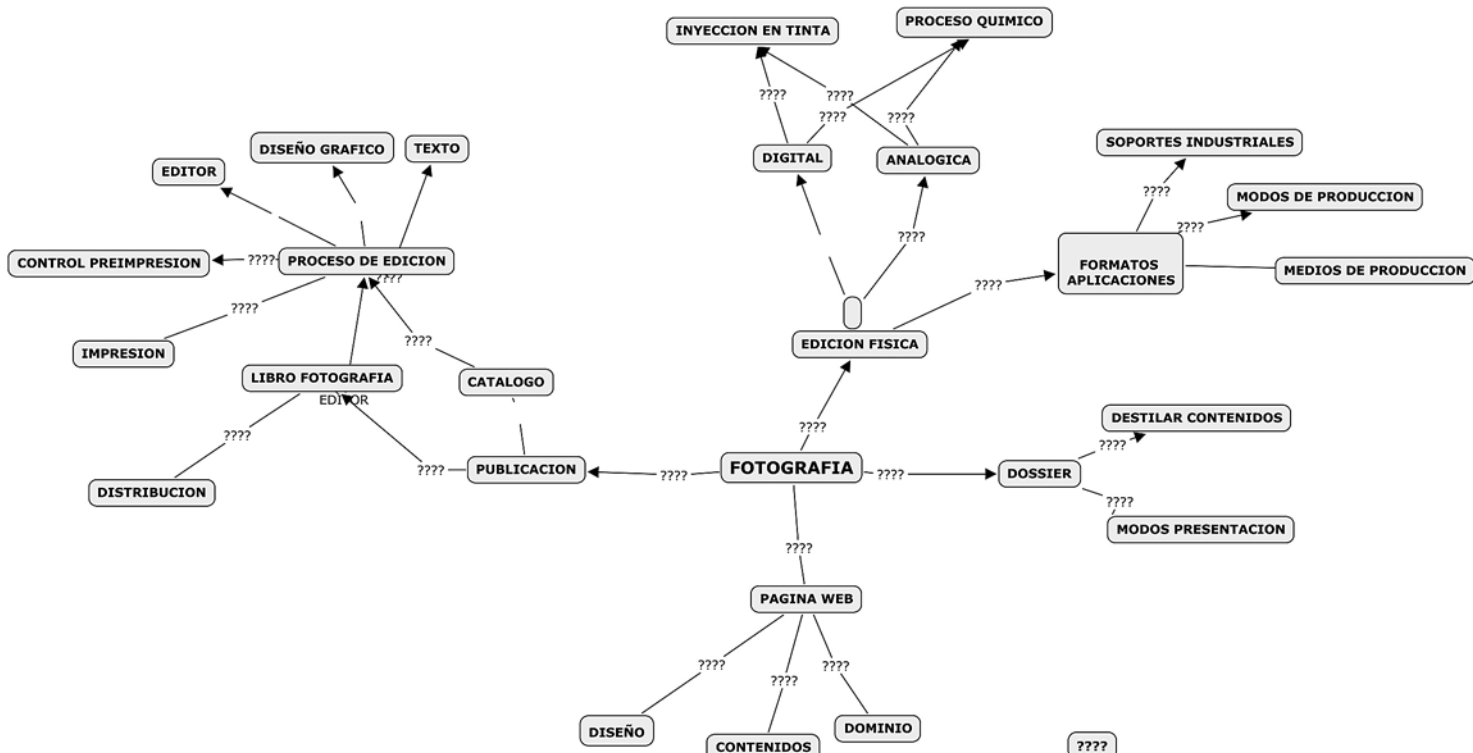 INYECCION EN TINTA
PROCESO QUIMICO
????
????
????
????
DISEÑO GRAFICO
TEXTO
EDITOR
DIGITAL
ANALOGICA
SOPORTES INDUSTRIALES
????
MODOS DE PRODUCCION
????
????
CONTROL PREIMPRESION
????
PROCESO DE EDICION
????
FORMATOS
APLICACIONES
MEDIOS DE PRODUCCION
????
????
????
IMPRESION
EDICION FISICA
LIBRO FOTOGRAFIA
EDITOR
CATALOGO
????
????
DESTILAR CONTENIDOS
????
DISTRIBUCION
????
PUBLICACION
????
FOTOGRAFIA
????
DOSSIER
????
MODOS PRESENTACION
????
PAGINA WEB
????
????
????
DISEÑO
CONTENIDOS
DOMINIO
????